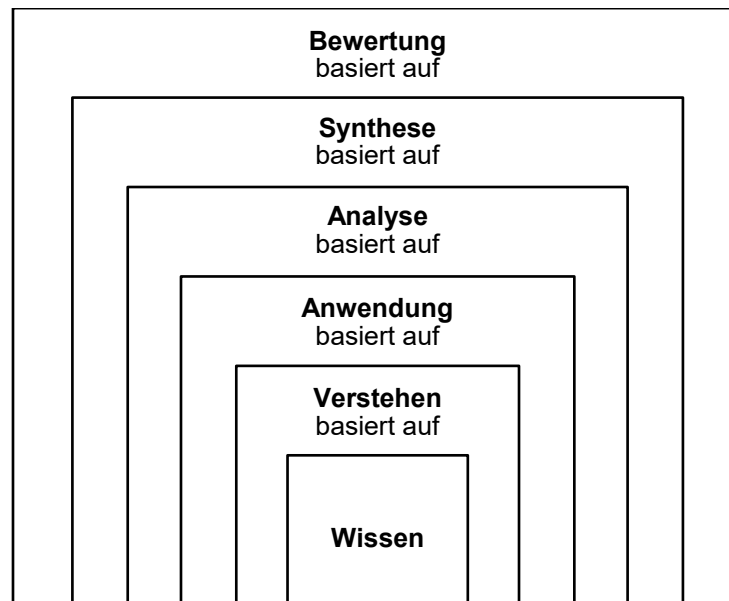 Bewertung
basiert auf
Synthese
basiert auf
Analyse
basiert auf
Anwendung
basiert auf
Verstehen
basiert auf
Wissen